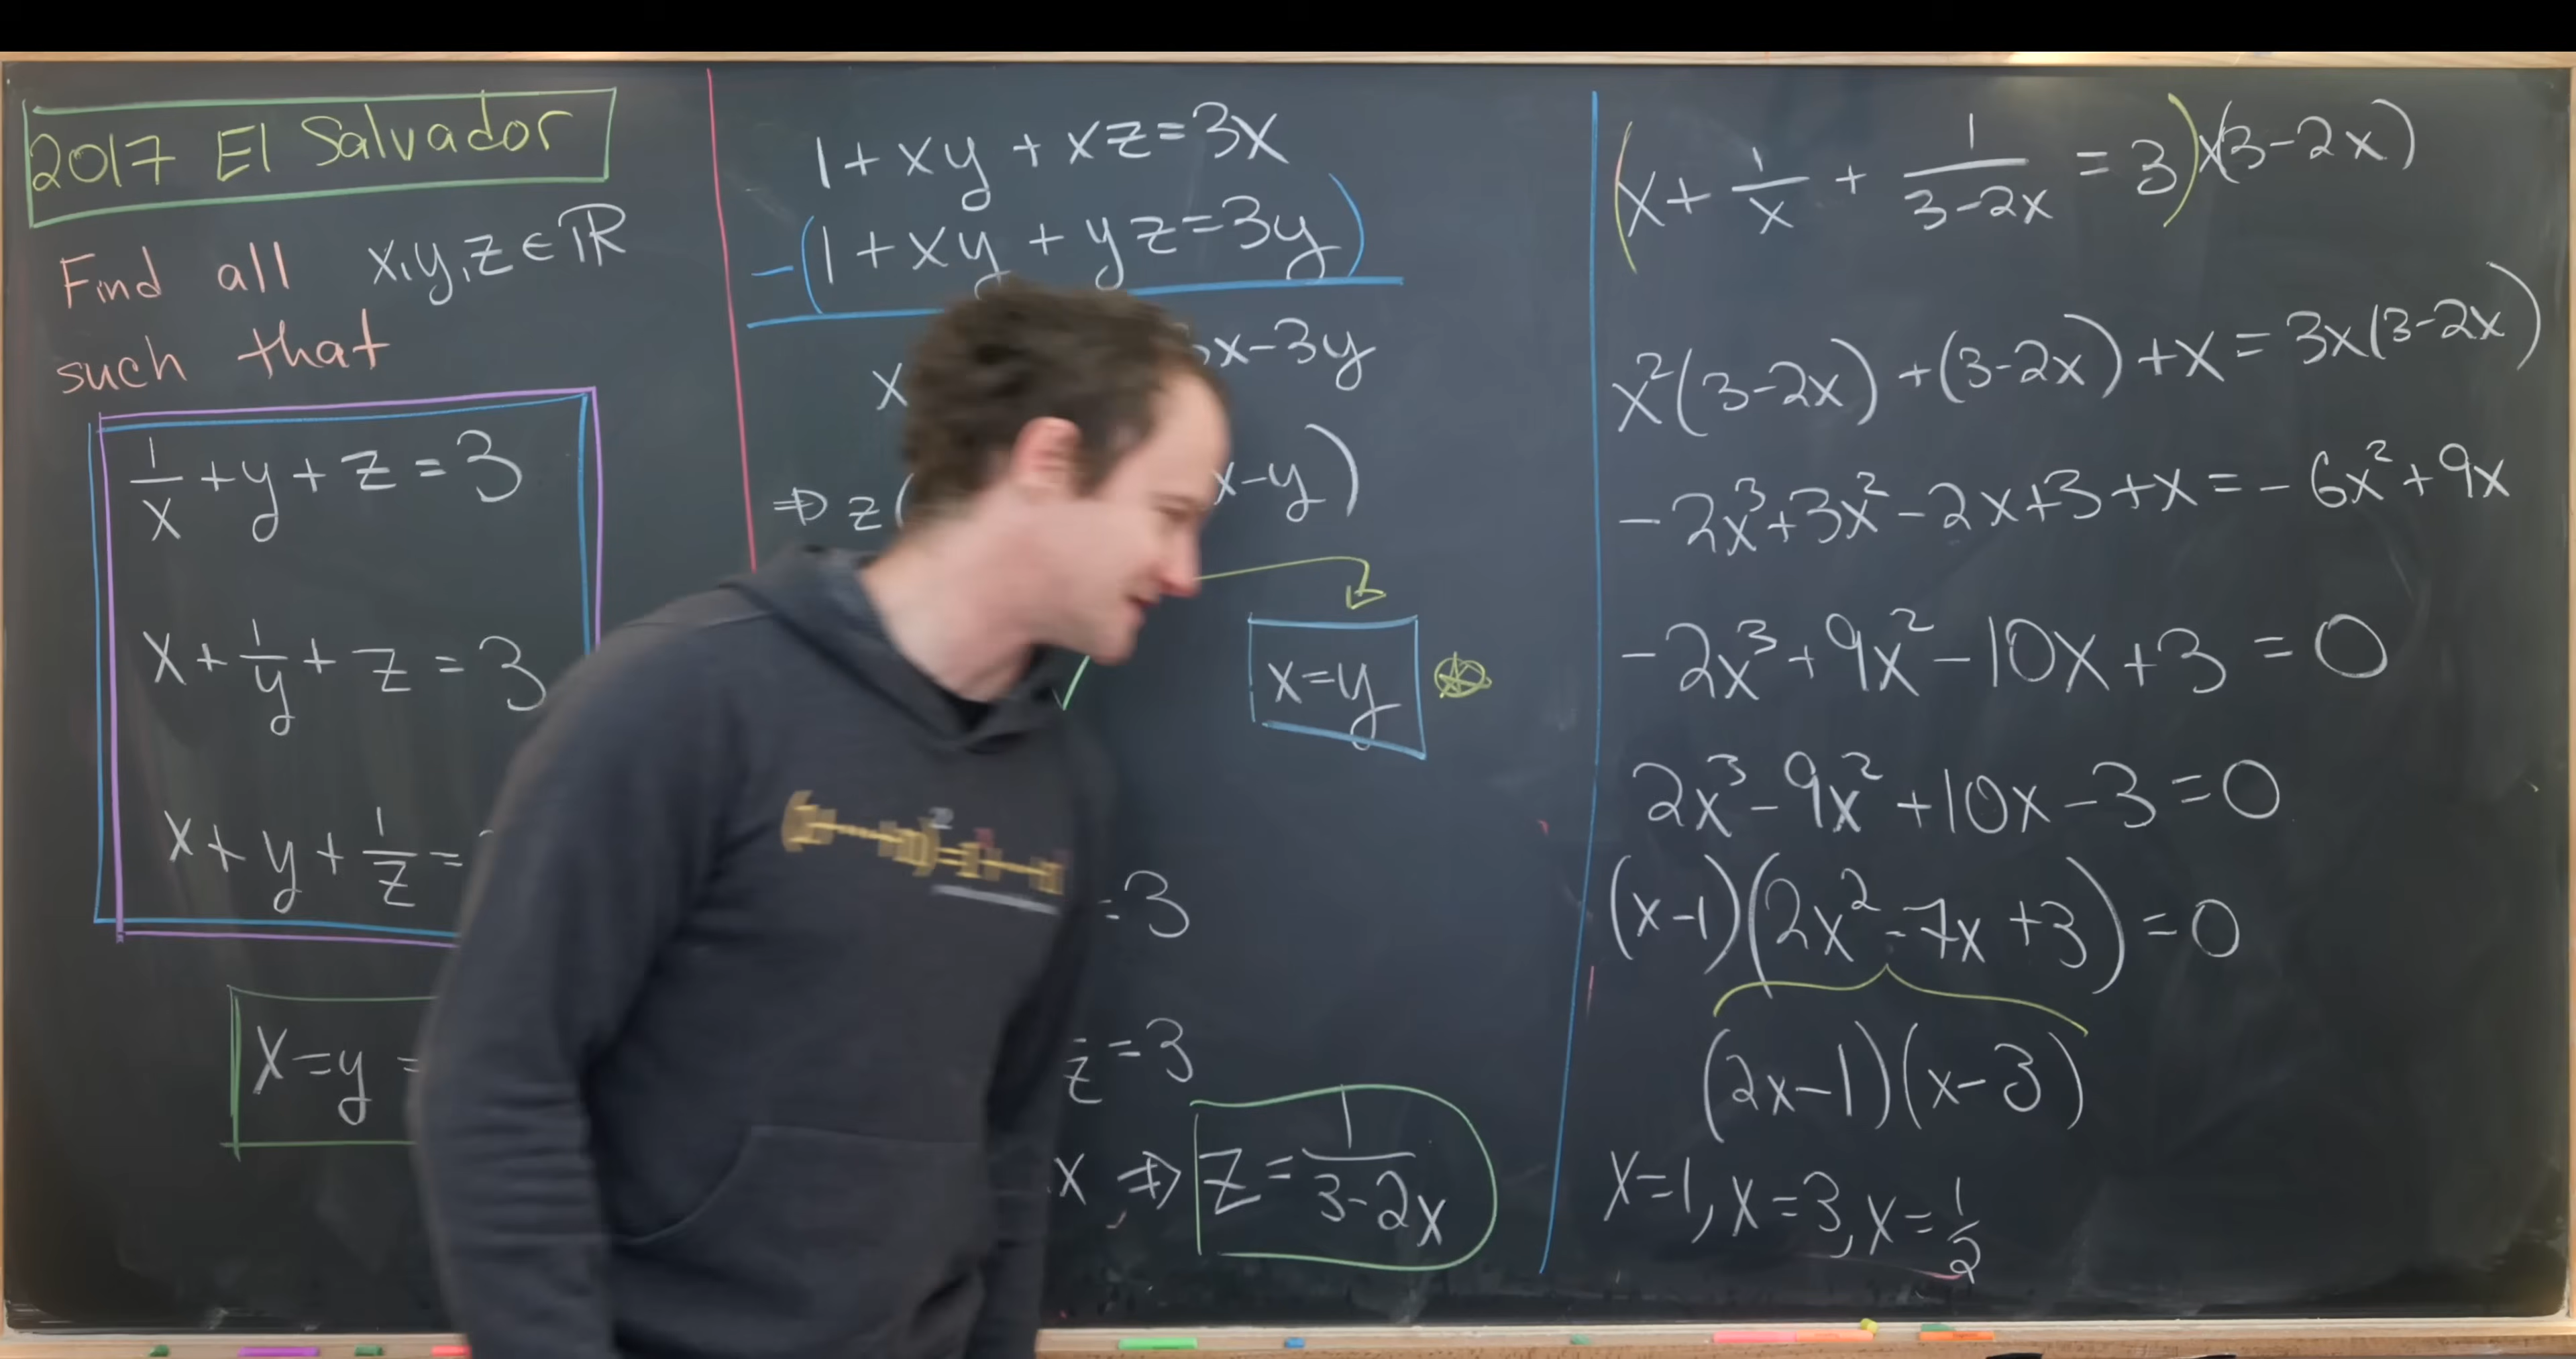 2017 El Salvador
Find all x,y,z∈ℝ
such that
1/x + y + z = 3
x + 1/y + z = 3
x + y + 1/z =
x = y =
1 + xy + xz = 3x
-(1 + xy + yz = 3y)
x x - 3y
⇒ z( x - y)
x = y
= 3
z = 3
x ⇒ z = 1/(3-2x)
(x + 1/x + 1/(3-2x) = 3) x(3-2x)
x²(3-2x) + (3-2x) + x = 3x(3-2x)
-2x³ + 3x² - 2x + 3 + x = -6x² + 9x
-2x³ + 9x² - 10x + 3 = 0
2x³ - 9x² + 10x - 3 = 0
(x-1)(2x² - 7x + 3) = 0
(2x-1)(x-3)
x=1, x=3, x=1/2